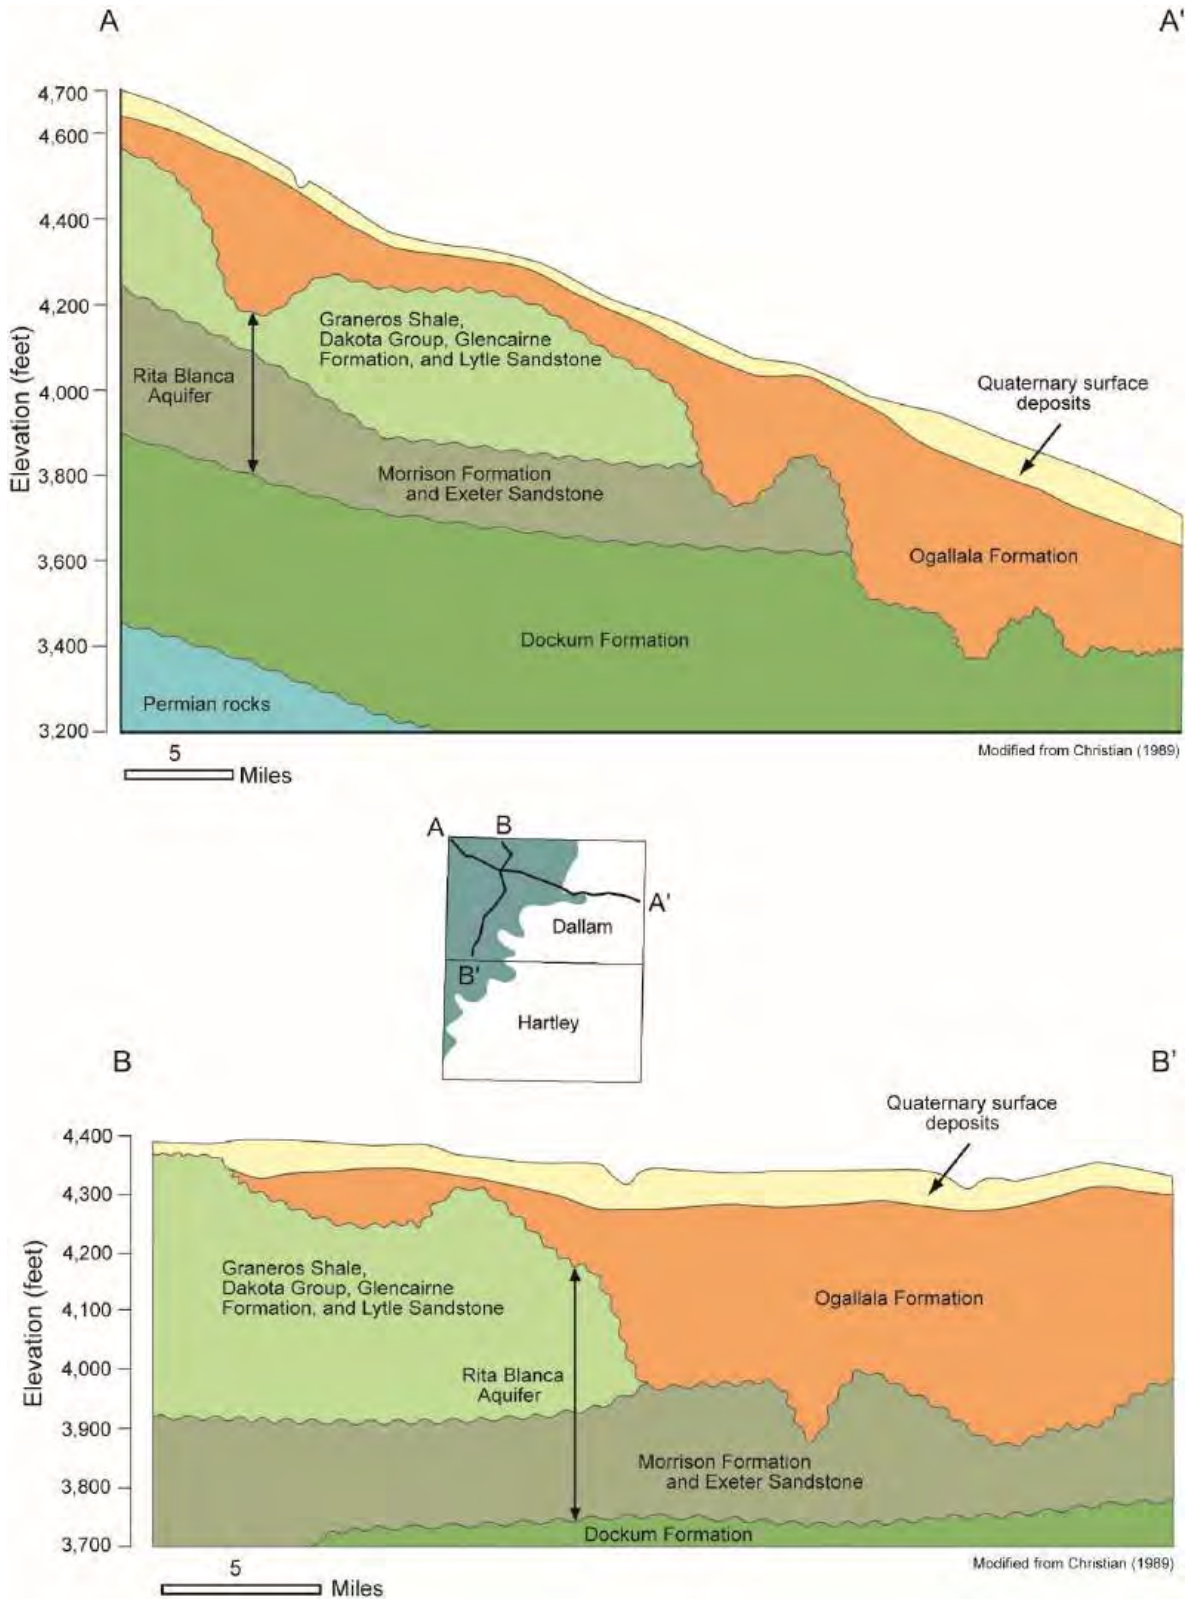 A
A'
4,700
4,600
4,400
4,200
4,000
3,800
3,600
3,400
3,200
Elevation (feet)
Graneros Shale,
Dakota Group, Glencairne
Formation, and Lytle Sandstone
Rita Blanca
Aquifer
Quaternary surface
deposits
Morrison Formation
and Exeter Sandstone
Ogallala Formation
Dockum Formation
Permian rocks
Modified from Christian (1989)
5
Miles
A
B
A'
Dallam
B'
Hartley
B
B'
Quaternary surface
deposits
4,400
4,300
4,200
4,100
4,000
3,900
3,800
3,700
Elevation (feet)
Graneros Shale,
Dakota Group, Glencairne
Formation, and Lytle Sandstone
Ogallala Formation
Rita Blanca
Aquifer
Morrison Formation
and Exeter Sandstone
Dockum Formation
Modified from Christian (1989)
5
Miles